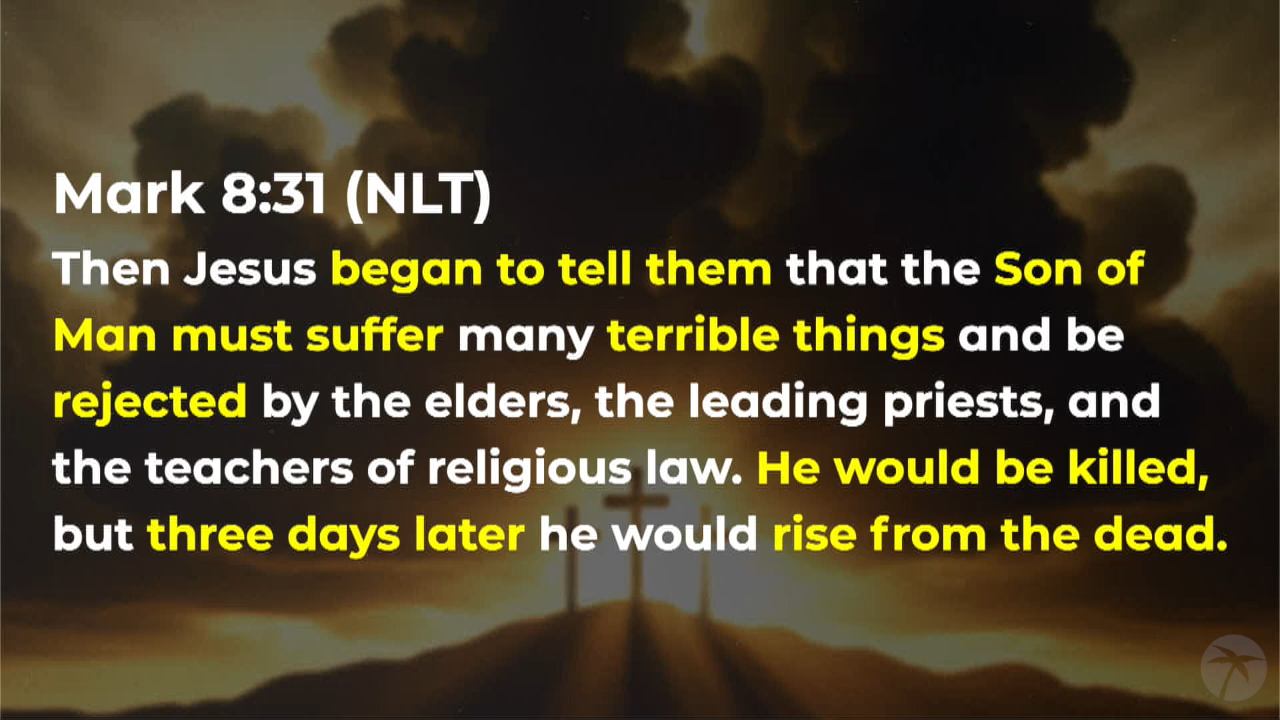 Mark 8:31 (NLT)
Then Jesus began to tell them that the Son of
Man must suffer many terrible things and be
rejected by the elders, the leading priests, and
the teachers of religious law. He would be killed,
but three days later he would rise from the dead.